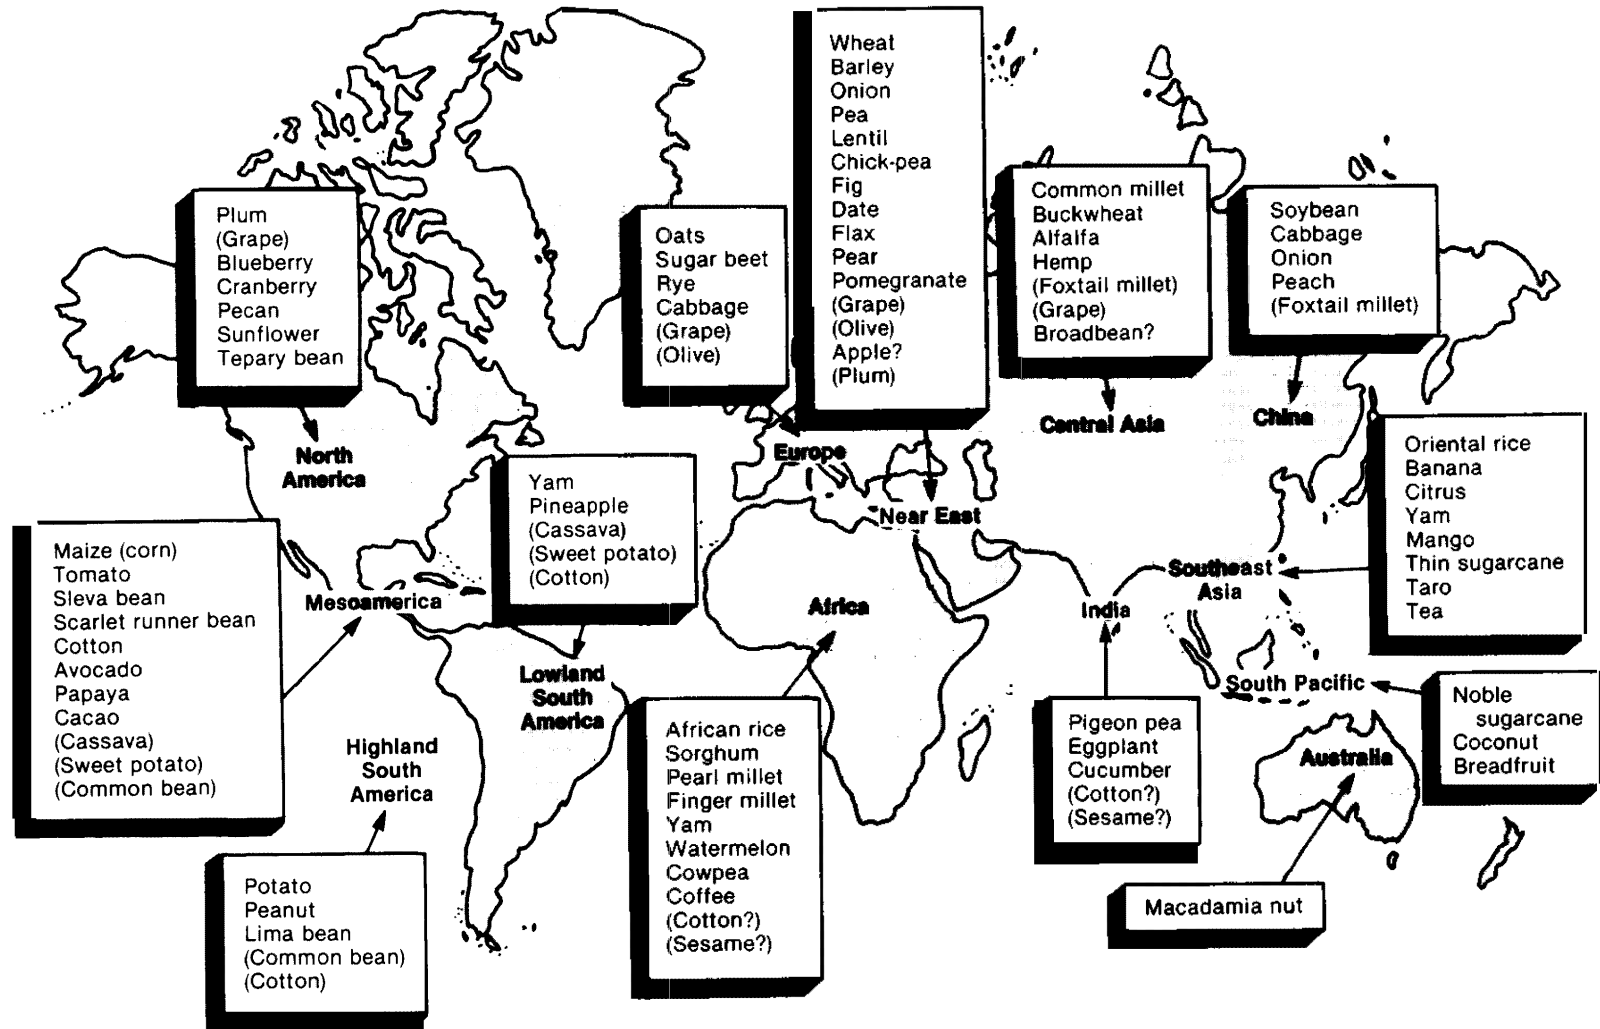 Plum
(Grape)
Blueberry
Cranberry
Pecan
Sunflower
Tepary bean
North
America
Oats
Sugar beet
Rye
Cabbage
(Grape)
(Olive)
Europe
Wheat
Barley
Onion
Pea
Lentil
Chick-pea
Fig
Date
Flax
Pear
Pomegranate
(Grape)
(Olive)
Apple?
(Plum)
Near East
Common millet
Buckwheat
Alfalfa
Hemp
(Foxtail millet)
(Grape)
Broadbean?
Central Asia
Soybean
Cabbage
Onion
Peach
(Foxtail millet)
China
Oriental rice
Banana
Citrus
Yam
Mango
Thin sugarcane
Taro
Tea
Southeast
Asia
Maize (corn)
Tomato
Sleva bean
Scarlet runner bean
Cotton
Avocado
Papaya
Cacao
(Cassava)
(Sweet potato)
(Common bean)
Mesoamerica
Yam
Pineapple
(Cassava)
(Sweet potato)
(Cotton)
Lowland
South
America
Highland
South
America
Potato
Peanut
Lima bean
(Common bean)
(Cotton)
Africa
African rice
Sorghum
Pearl millet
Finger millet
Yam
Watermelon
Cowpea
Coffee
(Cotton?)
(Sesame?)
India
Pigeon pea
Eggplant
Cucumber
(Cotton?)
(Sesame?)
South Pacific
Noble
sugarcane
Coconut
Breadfruit
Australia
Macadamia nut